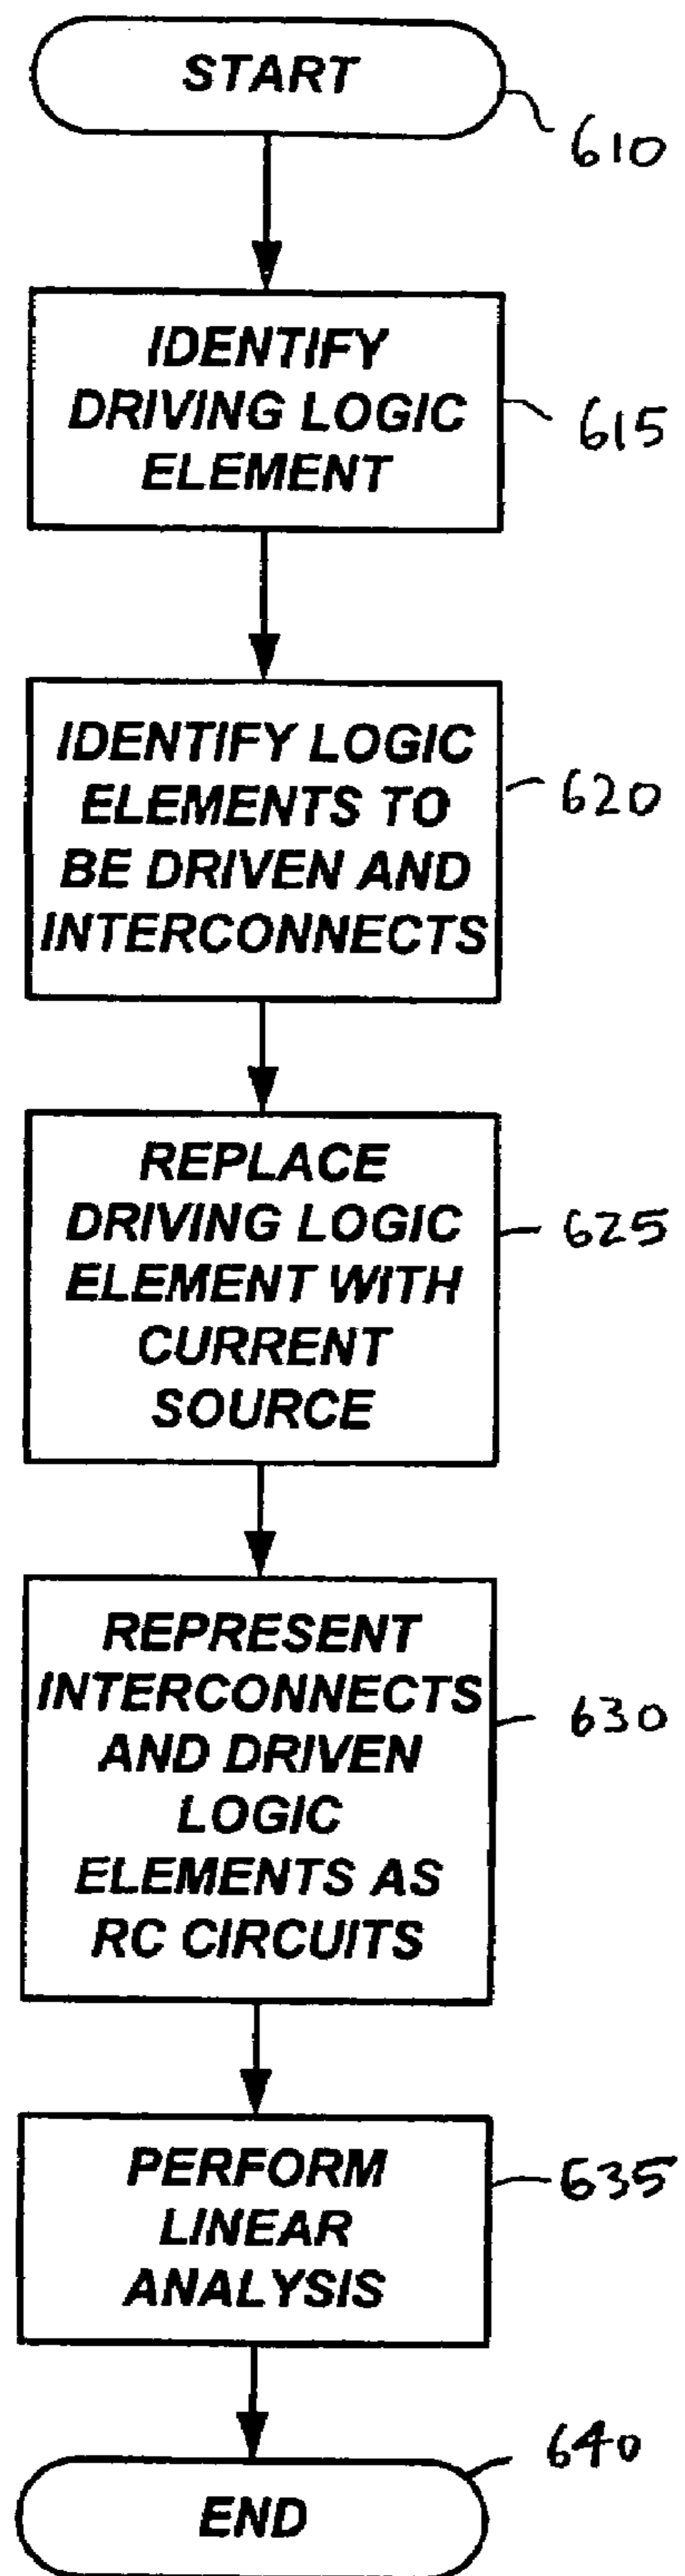 START
610
IDENTIFY
DRIVING LOGIC
ELEMENT
615
IDENTIFY LOGIC
ELEMENTS TO
BE DRIVEN AND
INTERCONNECTS
620
REPLACE
DRIVING LOGIC
ELEMENT WITH
CURRENT
SOURCE
625
REPRESENT
INTERCONNECTS
AND DRIVEN
LOGIC
ELEMENTS AS
RC CIRCUITS
630
PERFORM
LINEAR
ANALYSIS
635
640
END